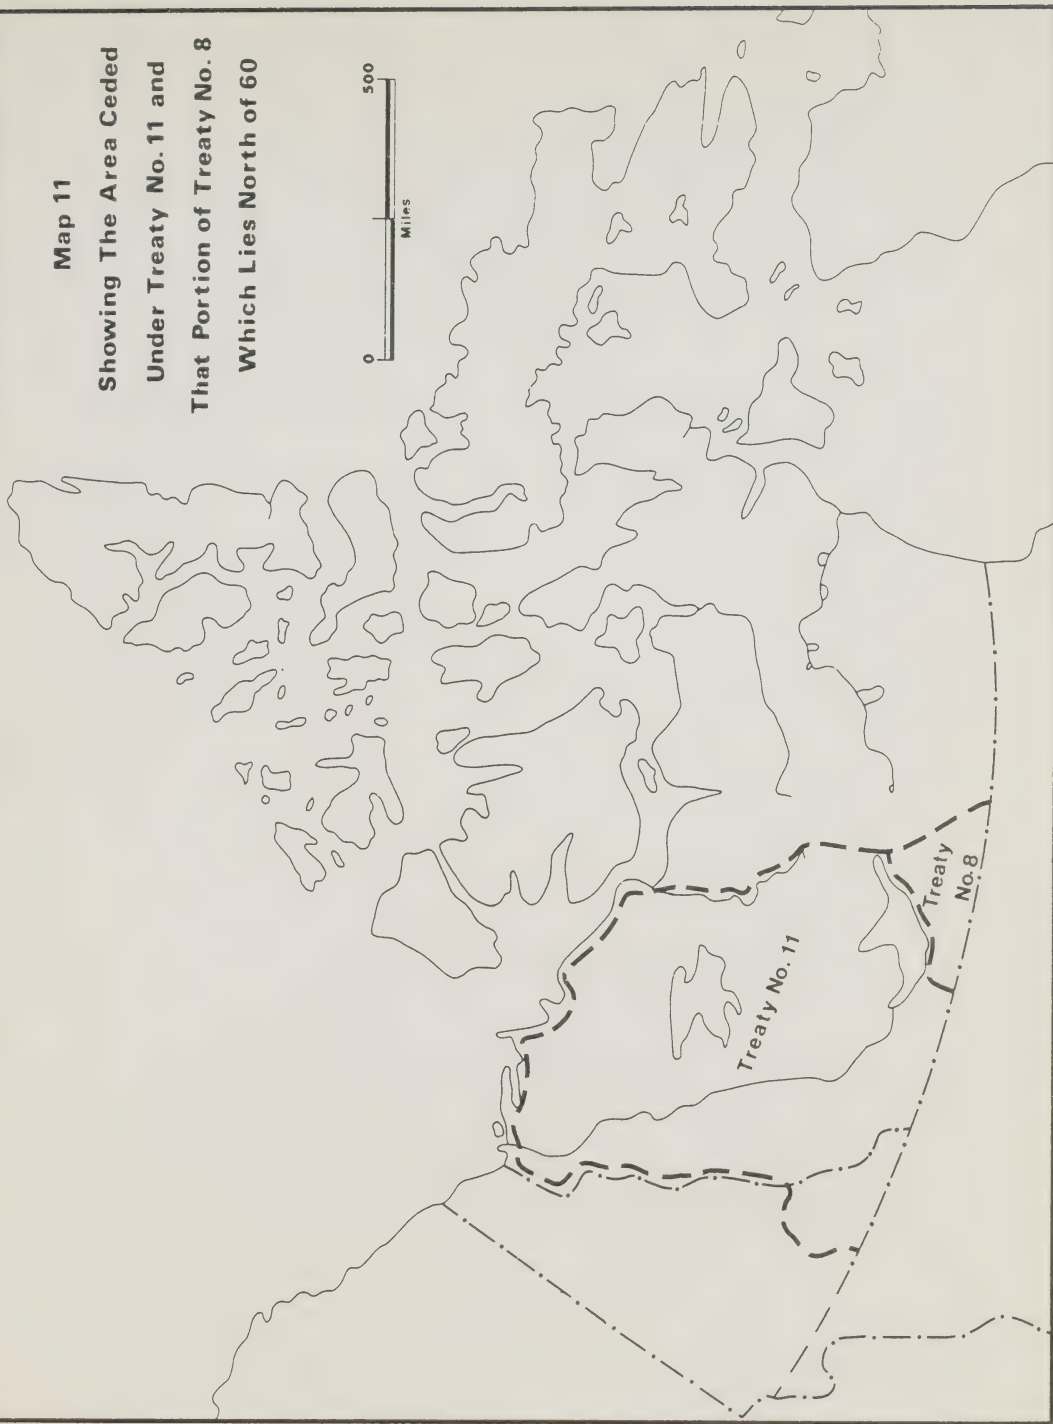 Map 11
Showing The Area Ceded
Under Treaty No. 11 and
That Portion of Treaty No. 8
Which Lies North of 60
0
500
Miles
Treaty No. 11
Treaty
No. 8